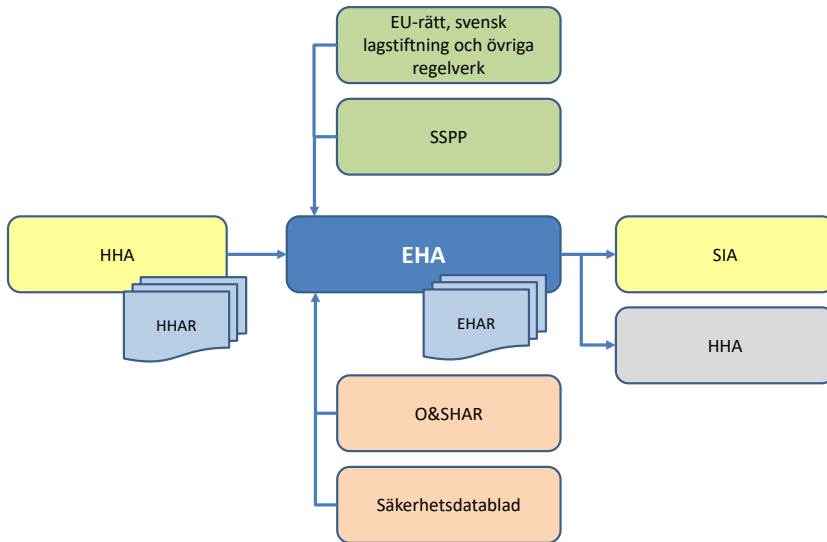 EU-rätt, svensk
lagstiftning och övriga
regelverk
SSPP
HHA
EHA
SIA
HHAR
EHAR
HHA
O&SHAR
Säkerhetsdatablad